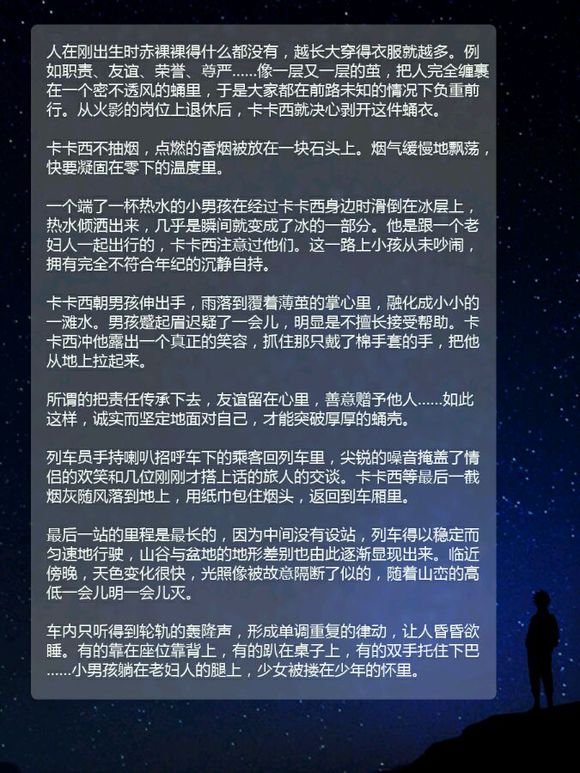 人在刚出生时赤裸裸得什么都没有，越长大穿得衣服就越多。例
如职责、友谊、荣誉、尊严……像一层又一层的茧，把人完全缠裹
在一个密不透风的蛹里，于是大家都在前路未知的情况下负重前
行。从火影的岗位上退休后，卡卡西就决心剥开这件蛹衣。
卡卡西不抽烟，点燃的香烟被放在一块石头上。烟气缓慢地飘荡，
快要凝固在零下的温度里。
一个端了一杯热水的小男孩在经过卡卡西身边时滑倒在冰层上，
热水倾洒出来，几乎是瞬间就变成了冰的一部分。他是跟一个老
妇人一起出行的，卡卡西注意过他们。这一路上小孩从未吵闹，
拥有完全不符合年纪的沉静自持。
卡卡西朝男孩伸出手，雨落到覆着薄茧的掌心里，融化成小小的
一滩水。男孩蹙起眉迟疑了一会儿，明显是不擅长接受帮助。卡
卡西冲他露出一个真正的笑容，抓住那只戴了棉手套的手，把他
从地上拉起来。
所谓的把责任传承下去，友谊留在心里，善意赠予他人……如此
这样，诚实而坚定地面对自己，才能突破厚厚的蛹壳。
列车员手持喇叭招呼车下的乘客回列车里，尖锐的噪音掩盖了情
侣的欢笑和几位刚刚才搭上话的旅人的交谈。卡卡西等最后一截
烟灰随风落到地上，用纸巾包住烟头，返回到车厢里。
最后一站的里程是最长的，因为中间没有设站，列车得以稳定而
匀速地行驶，山谷与盆地的地形差别也由此逐渐显现出来。临近
傍晚，天色变化很快，光照像被故意隔断了似的，随着山峦的高
低一会儿明一会儿灭。
车内只听得到轮轨的轰隆声，形成单调重复的律动，让人昏昏欲
睡。有的靠在座位靠背上，有的趴在桌子上，有的双手托住下巴
……小男孩躺在老妇人的腿上，少女被搂在少年的怀里。